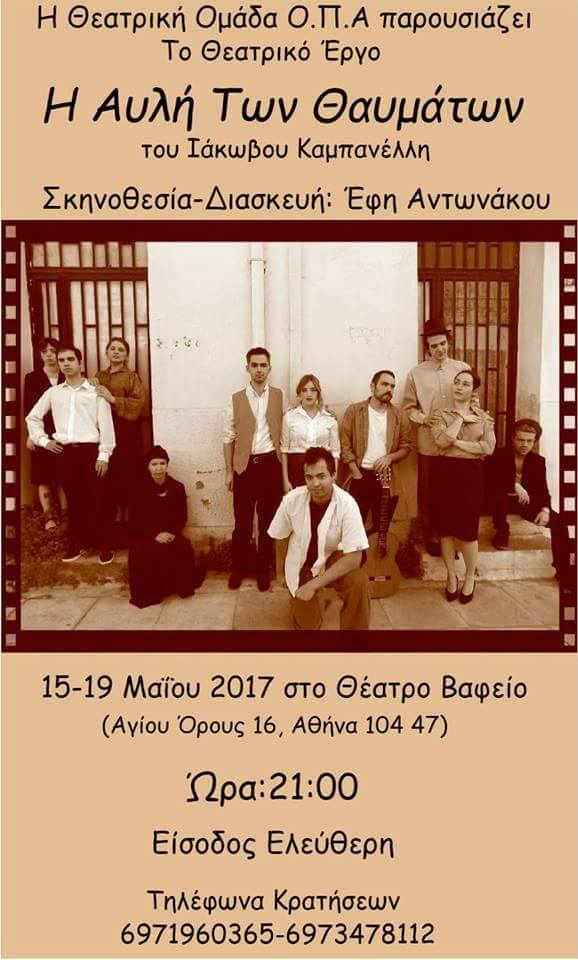 Η Θεατρική Ομάδα Ο.Π.Α παρουσιάζει
Το Θεατρικό Έργο
Η Αυλή Των Θαυμάτων
του Ιάκωβου Καμπανέλλη
Σκηνοθεσία-Διασκευή: Έφη Αντωνάκου
15-19 Μαΐου 2017 στο Θέατρο Βαφείο
(Αγίου Όρους 16, Αθήνα 104 47)
Ώρα:21:00
Είσοδος Ελεύθερη
Τηλέφωνα Κρατήσεων
6971960365-6973478112